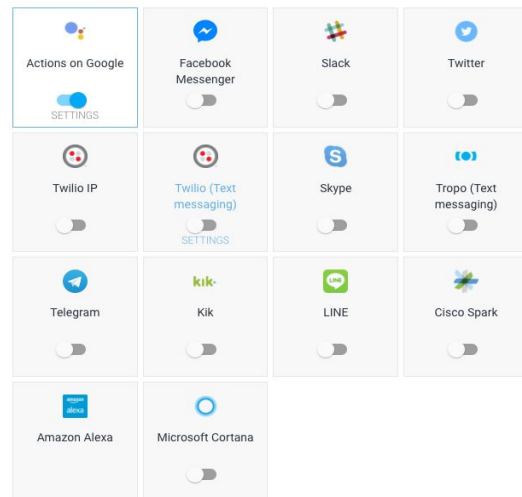 Actions on Google
SETTINGS
Facebook
Messenger
Slack
Twitter
Twilio IP
Twilio (Text
messaging)
SETTINGS
S
Skype
Tropo (Text
messaging)
Telegram
kik
Kik
LINE
LINE
Cisco Spark
amazon
alexa
Amazon Alexa
Microsoft Cortana